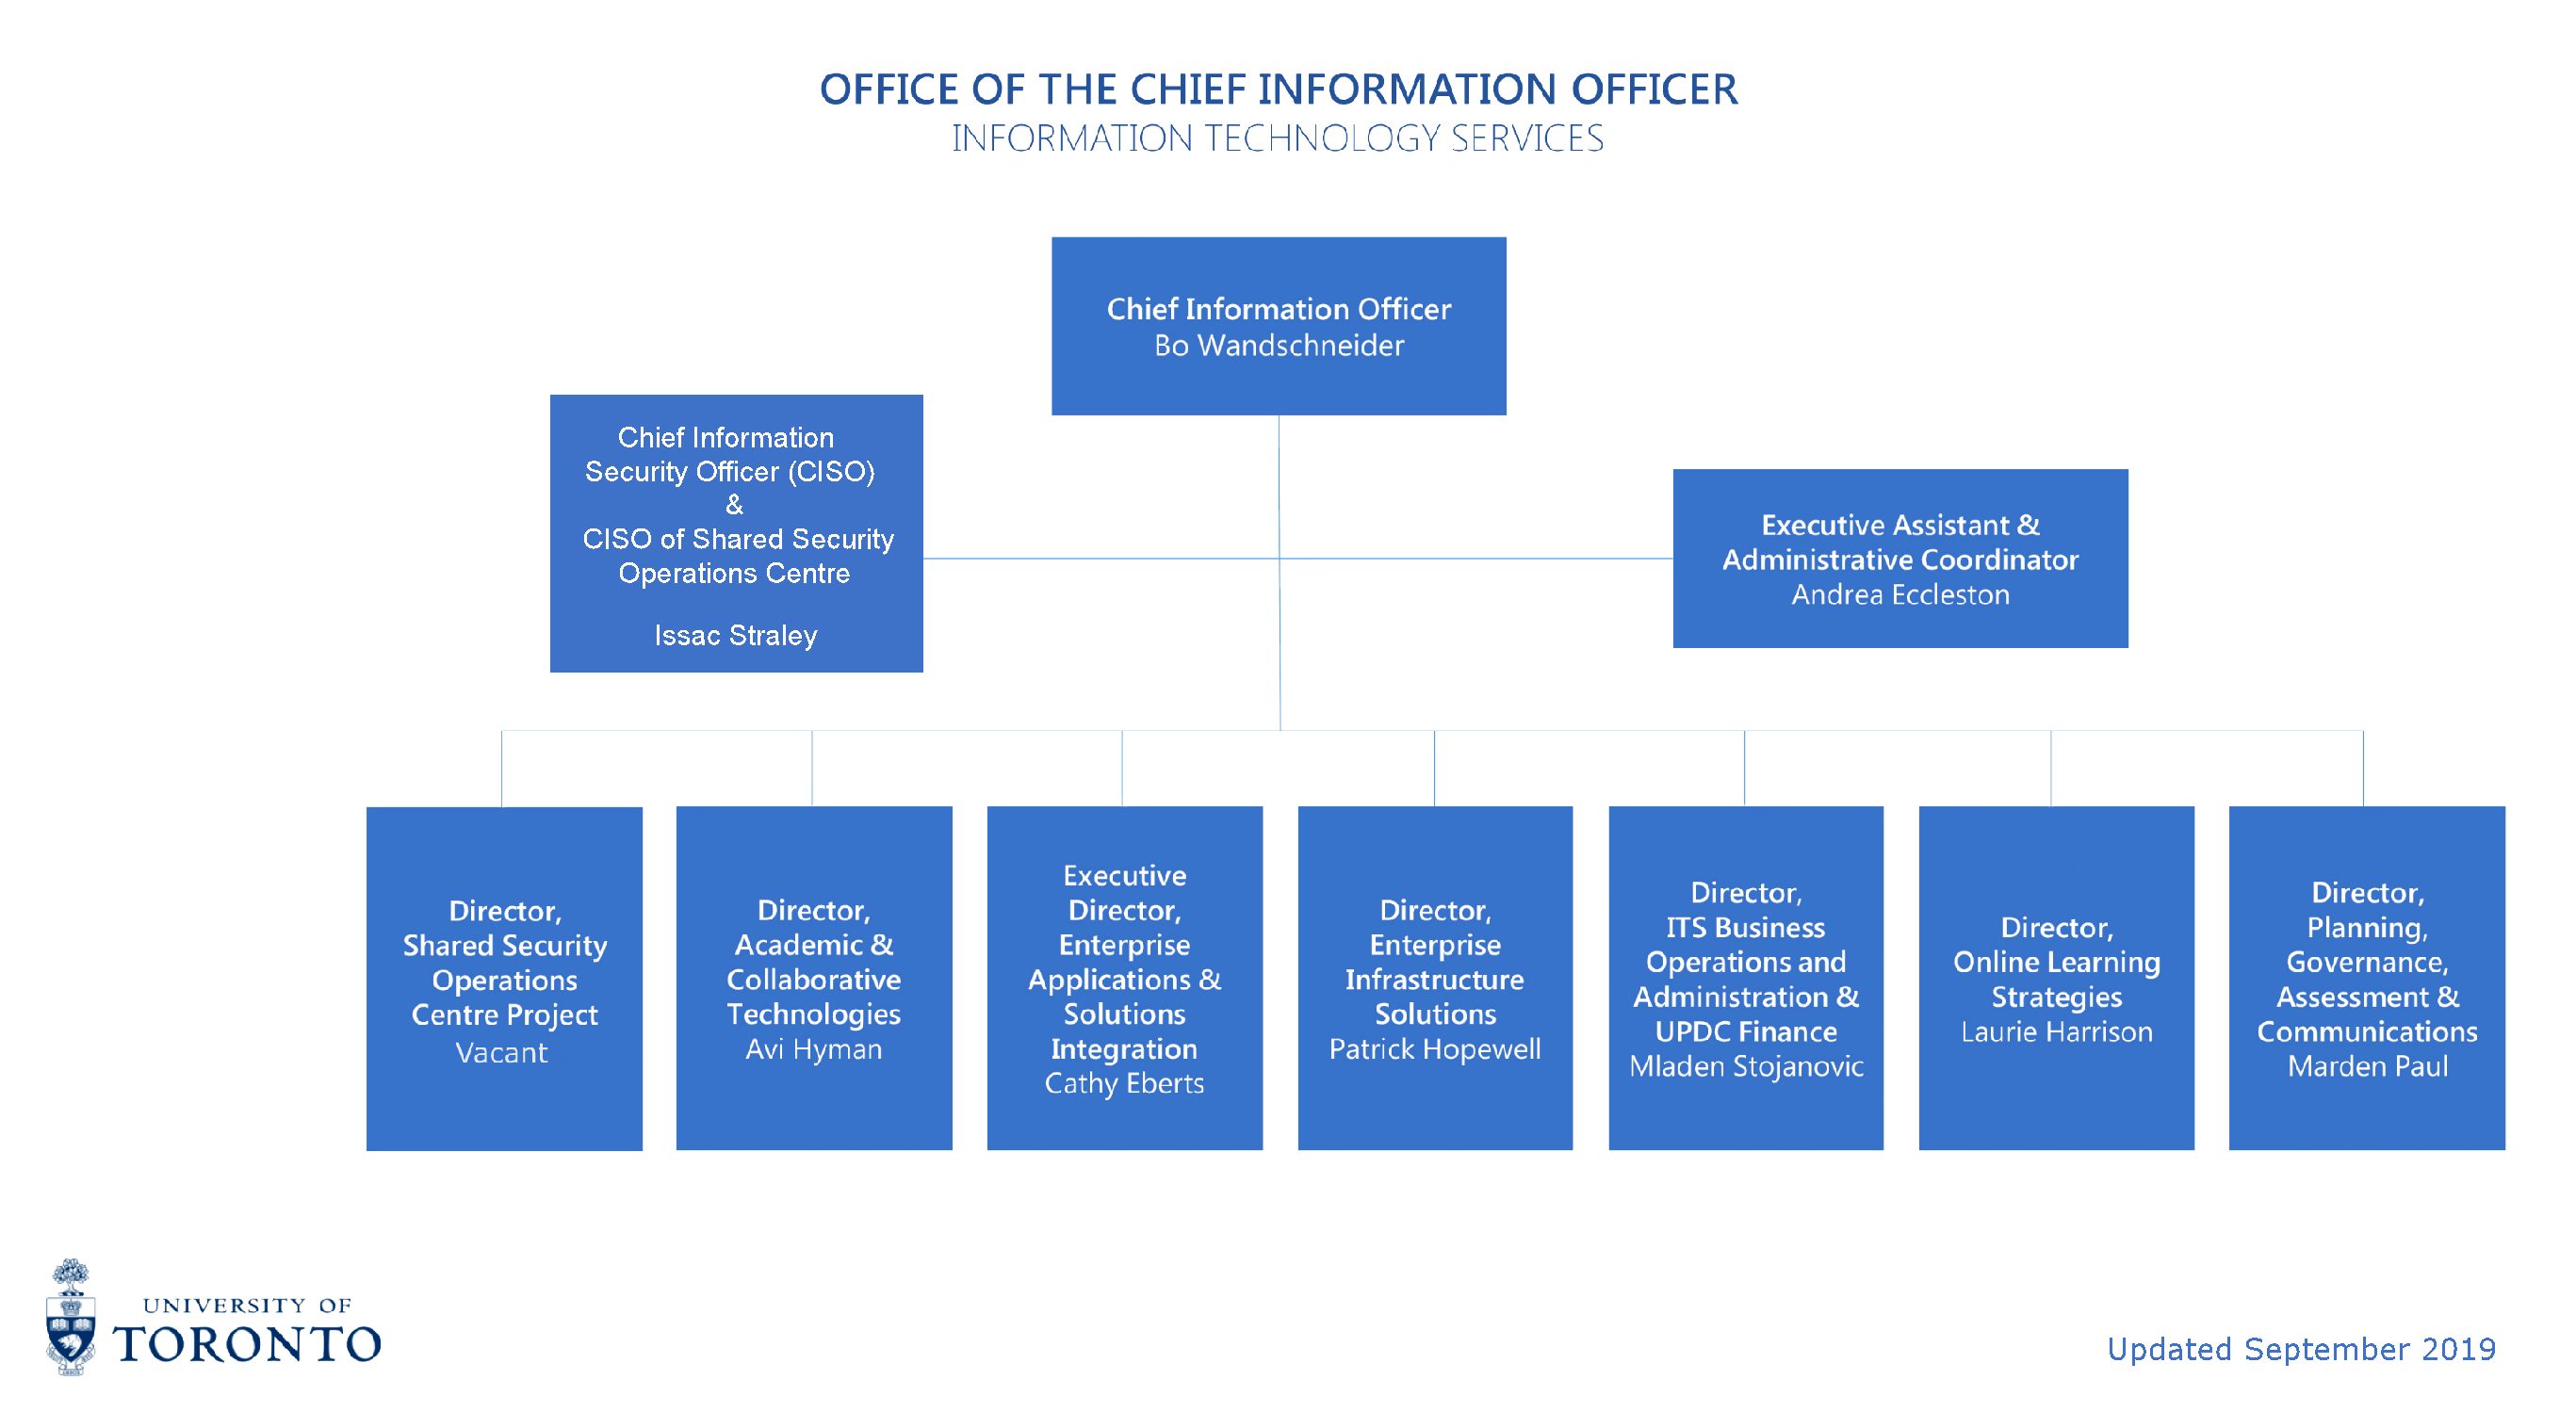 OFFICE OF THE CHIEF INFORMATION OFFICER
INFORMATION TECHNOLOGY SERVICES
Chief Information Officer
Bo Wandschneider
Chief Information
Security Officer (CISO)
&
CISO of Shared Security
Operations Centre
Issac Straley
Executive Assistant &
Administrative Coordinator
Andrea Eccleston
Director,
Shared Security
Operations
Centre Project
Vacant
Director,
Academic &
Collaborative
Technologies
Avi Hyman
Executive
Director,
Enterprise
Applications &
Solutions
Integration
Cathy Eberts
Director,
Enterprise
Infrastructure
Solutions
Patrick Hopewell
Director,
ITS Business
Operations and
Administration &
UPDC Finance
Mladen Stojanovic
Director,
Online Learning
Strategies
Laurie Harrison
Director,
Planning,
Governance,
Assessment &
Communications
Marden Paul
UNIVERSITY OF
TORONTO
Updated September 2019